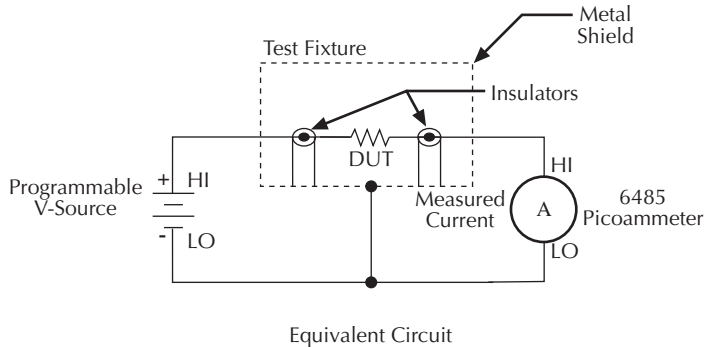 Metal
Shield
Test Fixture
Insulators
DUT
+ HI
HI
Programmable
V-Source
Measured
Current
A
6485
Picoammeter
- LO
LO
Equivalent Circuit